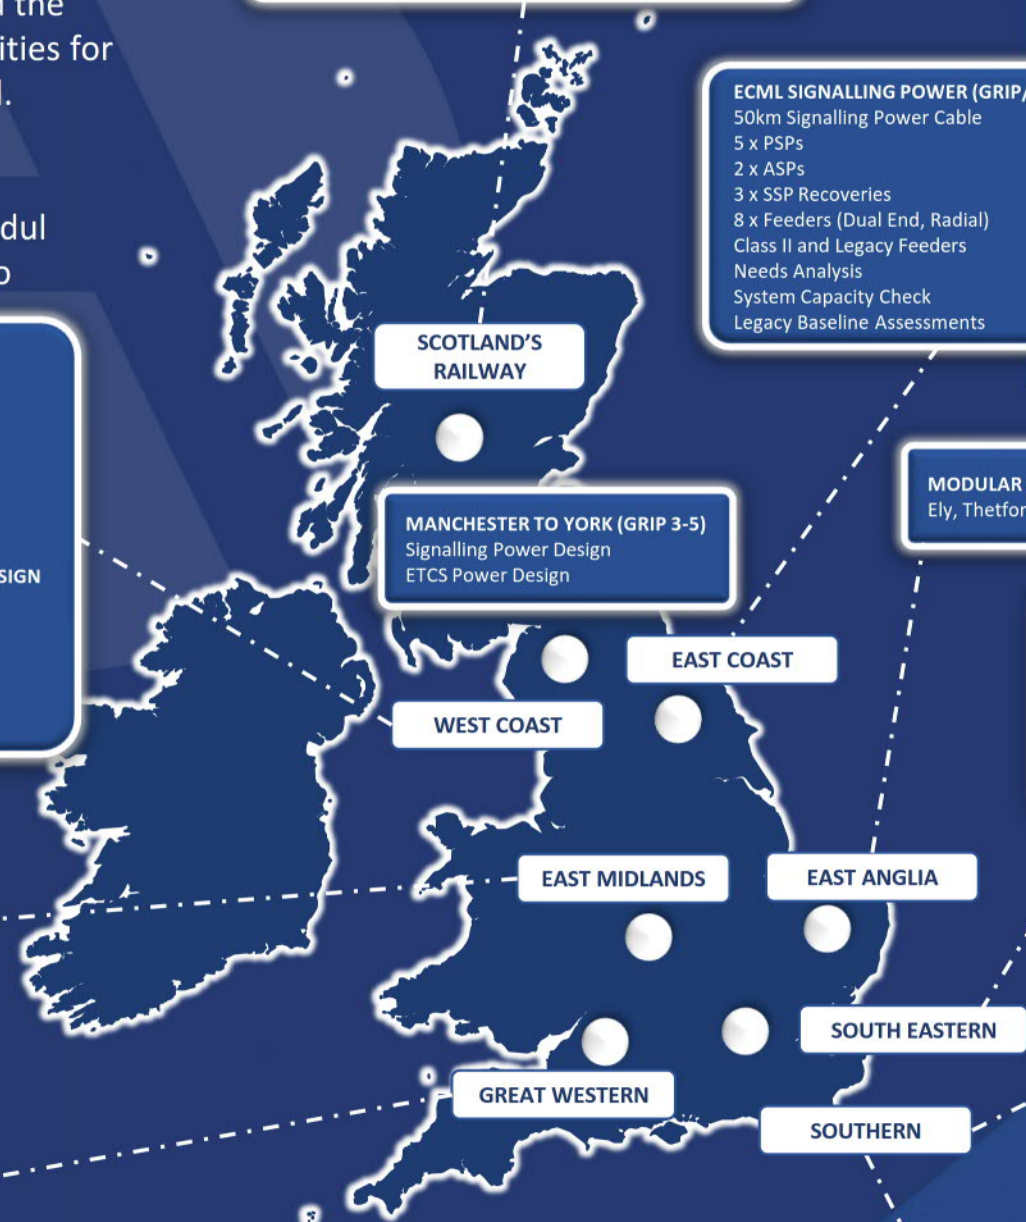 d the
ities for
l.
dul
ECML SIGNALLING POWER (GRIP/
50km Signalling Power Cable
5 x PSPs
2 x ASPs
3 x SSP Recoveries
8 x Feeders (Dual End, Radial)
Class II and Legacy Feeders
Needs Analysis
System Capacity Check
Legacy Baseline Assessments
SCOTLAND'S
RAILWAY
MODULAR
Ely, Thetfor
MANCHESTER TO YORK (GRIP 3-5)
Signalling Power Design
ETCS Power Design
SIGN
EAST COAST
WEST COAST
EAST MIDLANDS
EAST ANGLIA
SOUTH EASTERN
GREAT WESTERN
SOUTHERN